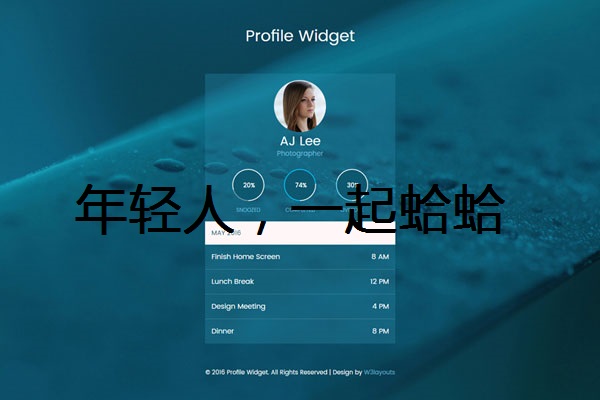 Profile Widget
AJ Lee
Photographer
20% 74% 30%
SNOOZED
年轻人，一起蛤蛤
MAY 2016
Finish Home Screen 8 AM
Lunch Break 12 PM
Design Meeting 4 PM
Dinner 8 PM
© 2016 Profile Widget. All Rights Reserved | Design by W3layouts